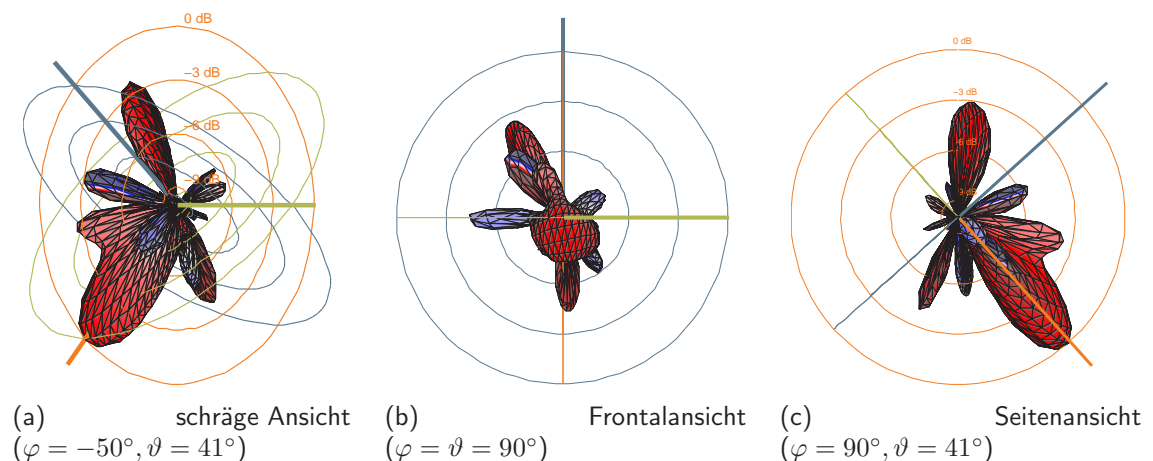 0 dB
−3 dB
−6 dB
0 dB
−3 dB
(a) schräge Ansicht
(φ = −50°, ϑ = 41°)
(b) Frontalansicht
(φ = ϑ = 90°)
(c) Seitenansicht
(φ = 90°, ϑ = 41°)